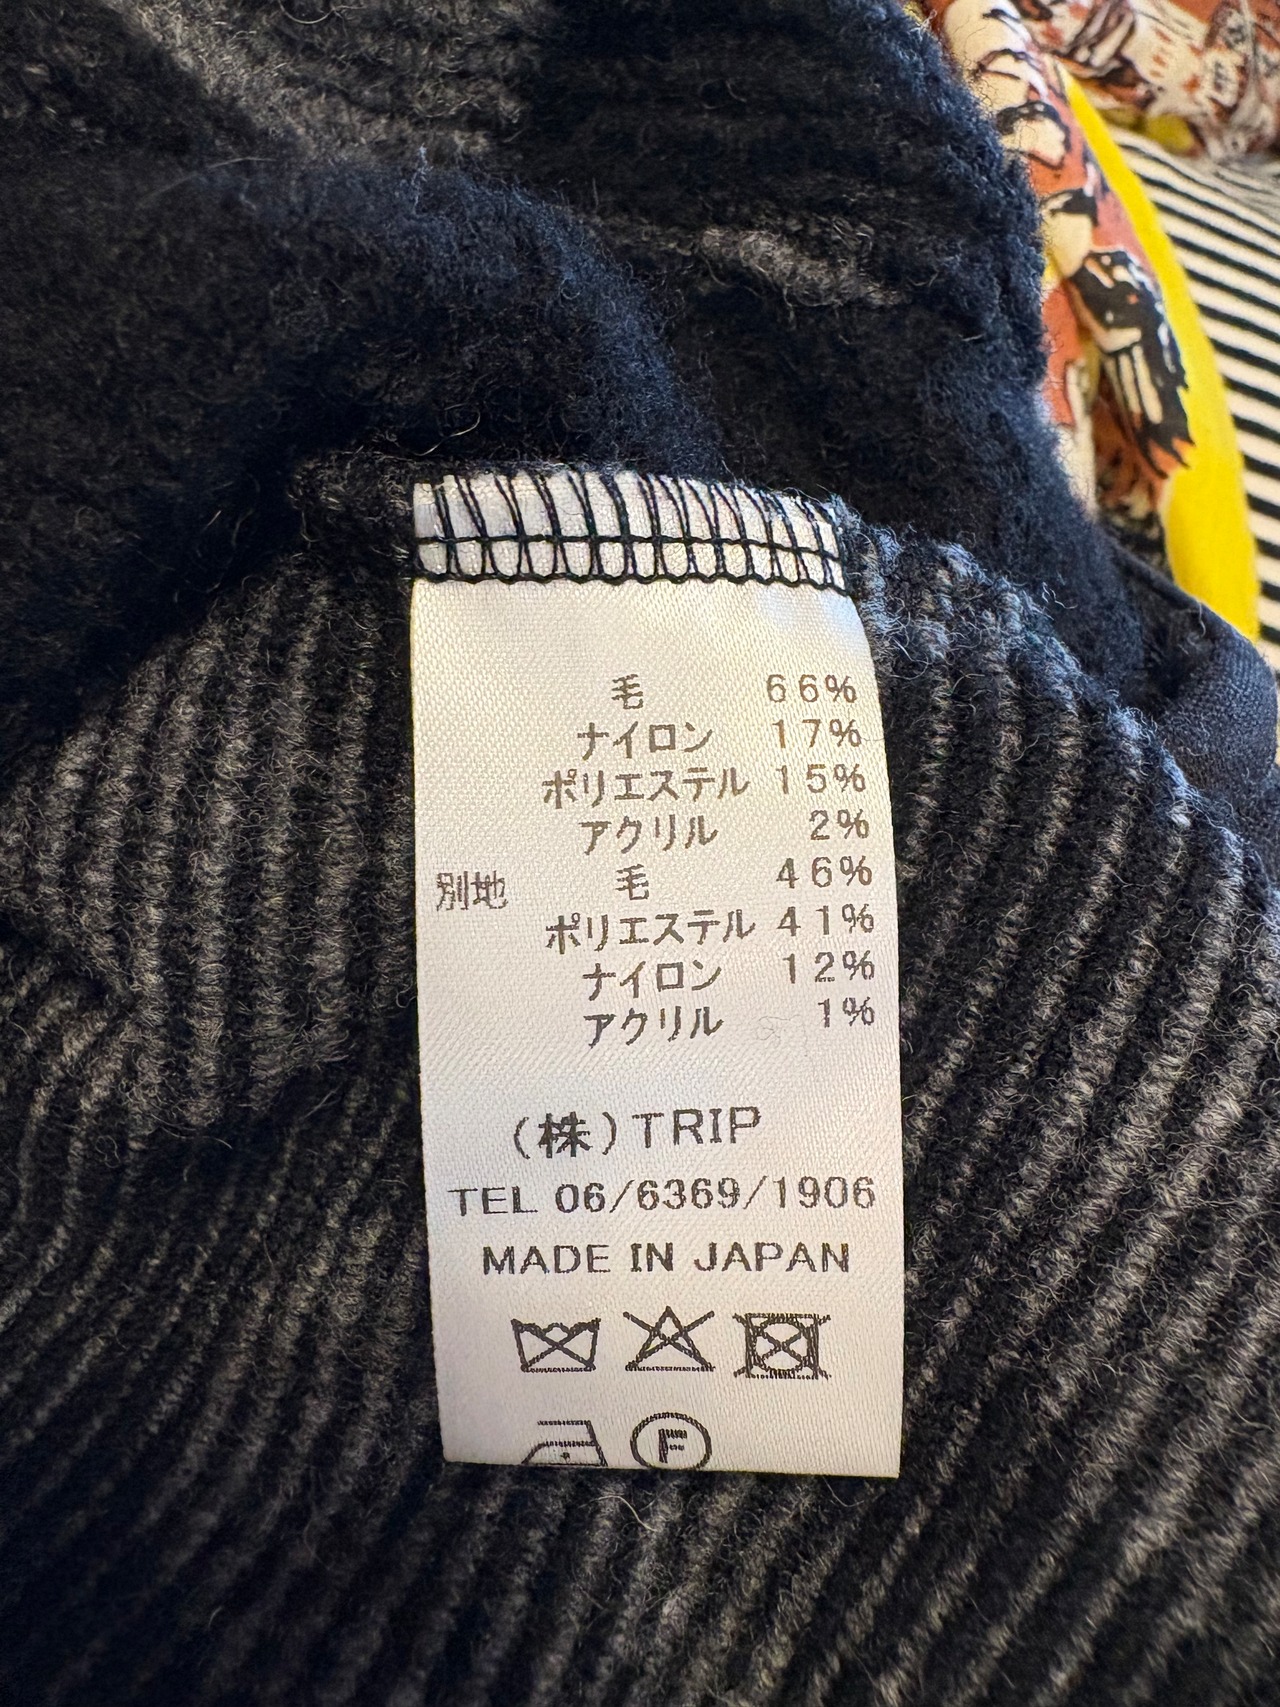 毛 66%
ナイロン 17%
ポリエステル 15%
アクリル 2%
別地 毛 46%
ポリエステル 41%
ナイロン 12%
アクリル 1%
(株)TRIP
TEL 06/6369/1906
MADE IN JAPAN
F